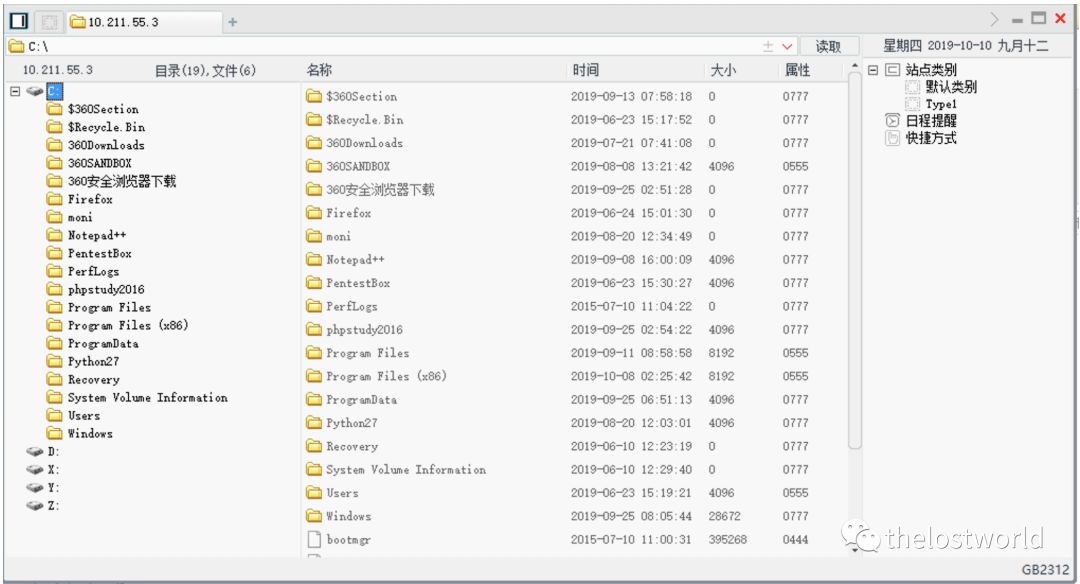 10.211.55.3
C:\
读取
星期四 2019-10-10 九月十二
10.211.55.3 目录(19),文件(6)
C:
$360Section
$Recycle.Bin
360Downloads
360SANDBOX
360安全浏览器下载
Firefox
moni
Notepad++
PentestBox
PerfLogs
phpstudy2016
Program Files
Program Files (x86)
ProgramData
Python27
Recovery
System Volume Information
Users
Windows
D:
X:
Y:
Z:
名称 时间 大小 属性
$360Section 2019-09-13 07:58:18 0 0777
$Recycle.Bin 2019-06-23 15:17:52 0 0777
360Downloads 2019-07-21 07:41:08 0 0777
360SANDBOX 2019-08-08 13:21:42 4096 0555
360安全浏览器下载 2019-09-25 02:51:28 0 0777
Firefox 2019-06-24 15:01:30 0 0777
moni 2019-08-20 12:34:49 0 0777
Notepad++ 2019-09-08 16:00:09 4096 0777
PentestBox 2019-06-23 15:30:27 4096 0777
PerfLogs 2015-07-10 11:04:22 0 0777
phpstudy2016 2019-09-25 02:54:22 4096 0777
Program Files 2019-09-11 08:58:58 8192 0555
Program Files (x86) 2019-10-08 02:25:42 8192 0555
ProgramData 2019-09-25 06:51:13 4096 0777
Python27 2019-08-20 12:03:01 4096 0777
Recovery 2019-06-10 12:23:19 0 0777
System Volume Information 2019-06-10 12:29:40 0 0777
Users 2019-06-23 15:19:21 4096 0555
Windows 2019-09-25 08:05:44 28672 0777
bootmgr 2015-07-10 11:00:31 395268 0444
站点类别
默认类别
Type1
日程提醒
快捷方式
thelostworld
GB2312